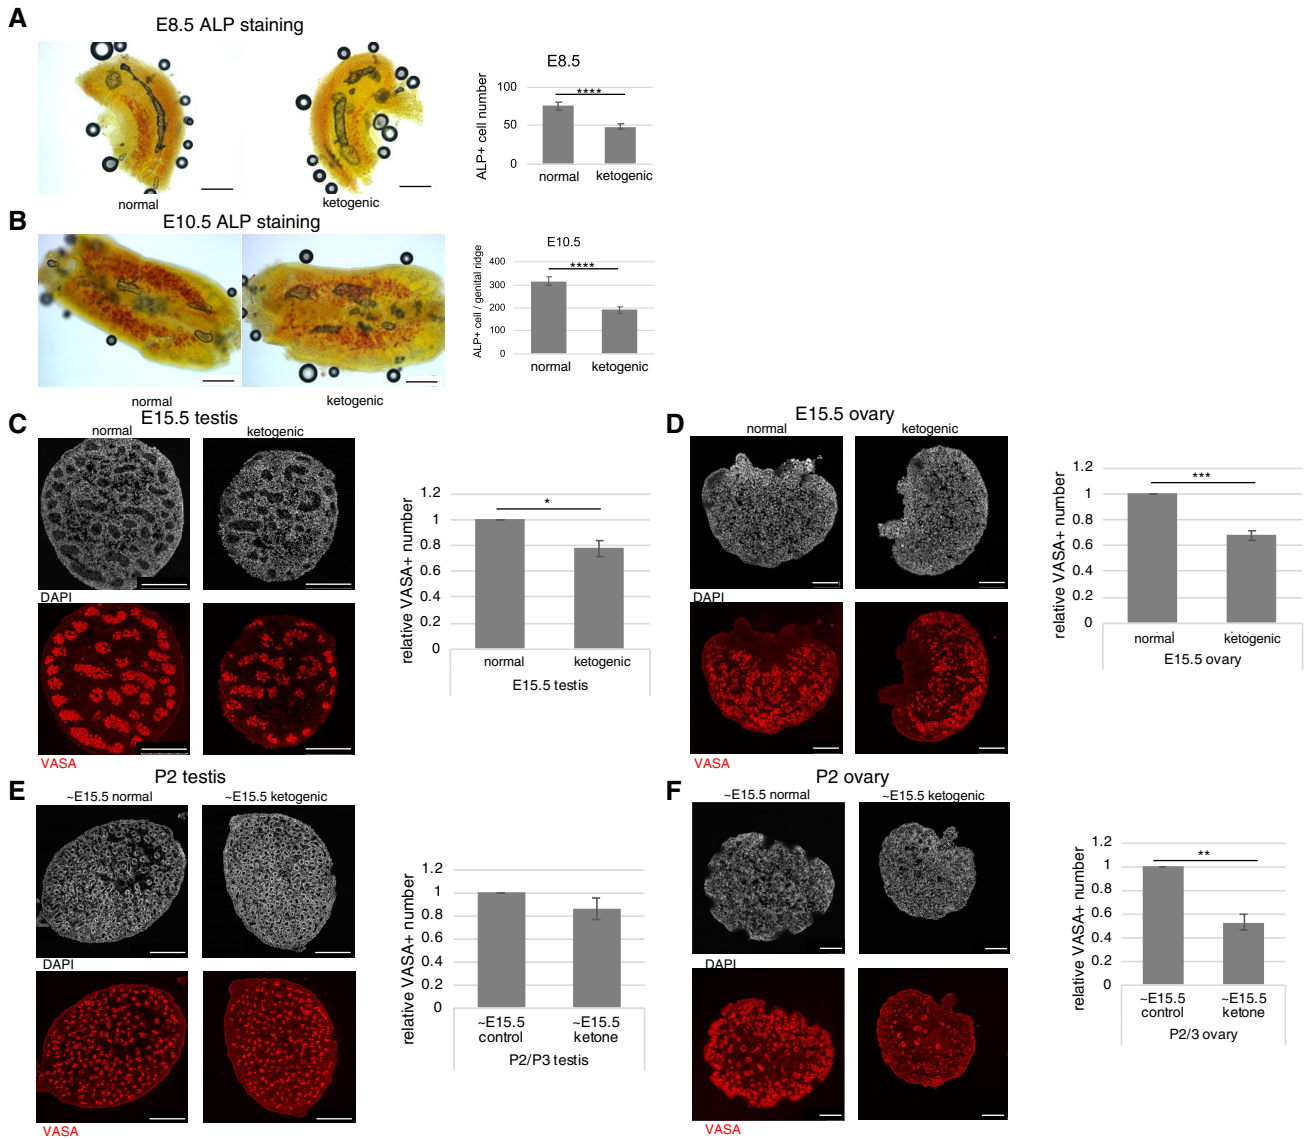 A
E8.5 ALP staining
normal
ketogenic
E8.5
ALP+ cell number
100
50
0
****
normal
ketogenic
B
E10.5 ALP staining
normal
ketogenic
E10.5
ALP+ cell / genital ridge
400
300
200
100
0
****
normal
ketogenic
C
E15.5 testis
normal
ketogenic
DAPI
VASA
relative VASA+ number
1.2
1
0.8
0.6
0.4
0.2
0
*
normal
ketogenic
E15.5 testis
D
E15.5 ovary
normal
ketogenic
DAPI
VASA
relative VASA+ number
1.2
1
0.8
0.6
0.4
0.2
0
***
normal
ketogenic
E15.5 ovary
E
P2 testis
~E15.5 normal
~E15.5 ketogenic
DAPI
VASA
relative VASA+ number
1.2
1
0.8
0.6
0.4
0.2
0
~E15.5
control
~E15.5
ketone
P2/P3 testis
F
P2 ovary
~E15.5 normal
~E15.5 ketogenic
DAPI
VASA
relative VASA+ number
1.2
1
0.8
0.6
0.4
0.2
0
**
~E15.5
control
~E15.5
ketone
P2/3 ovary